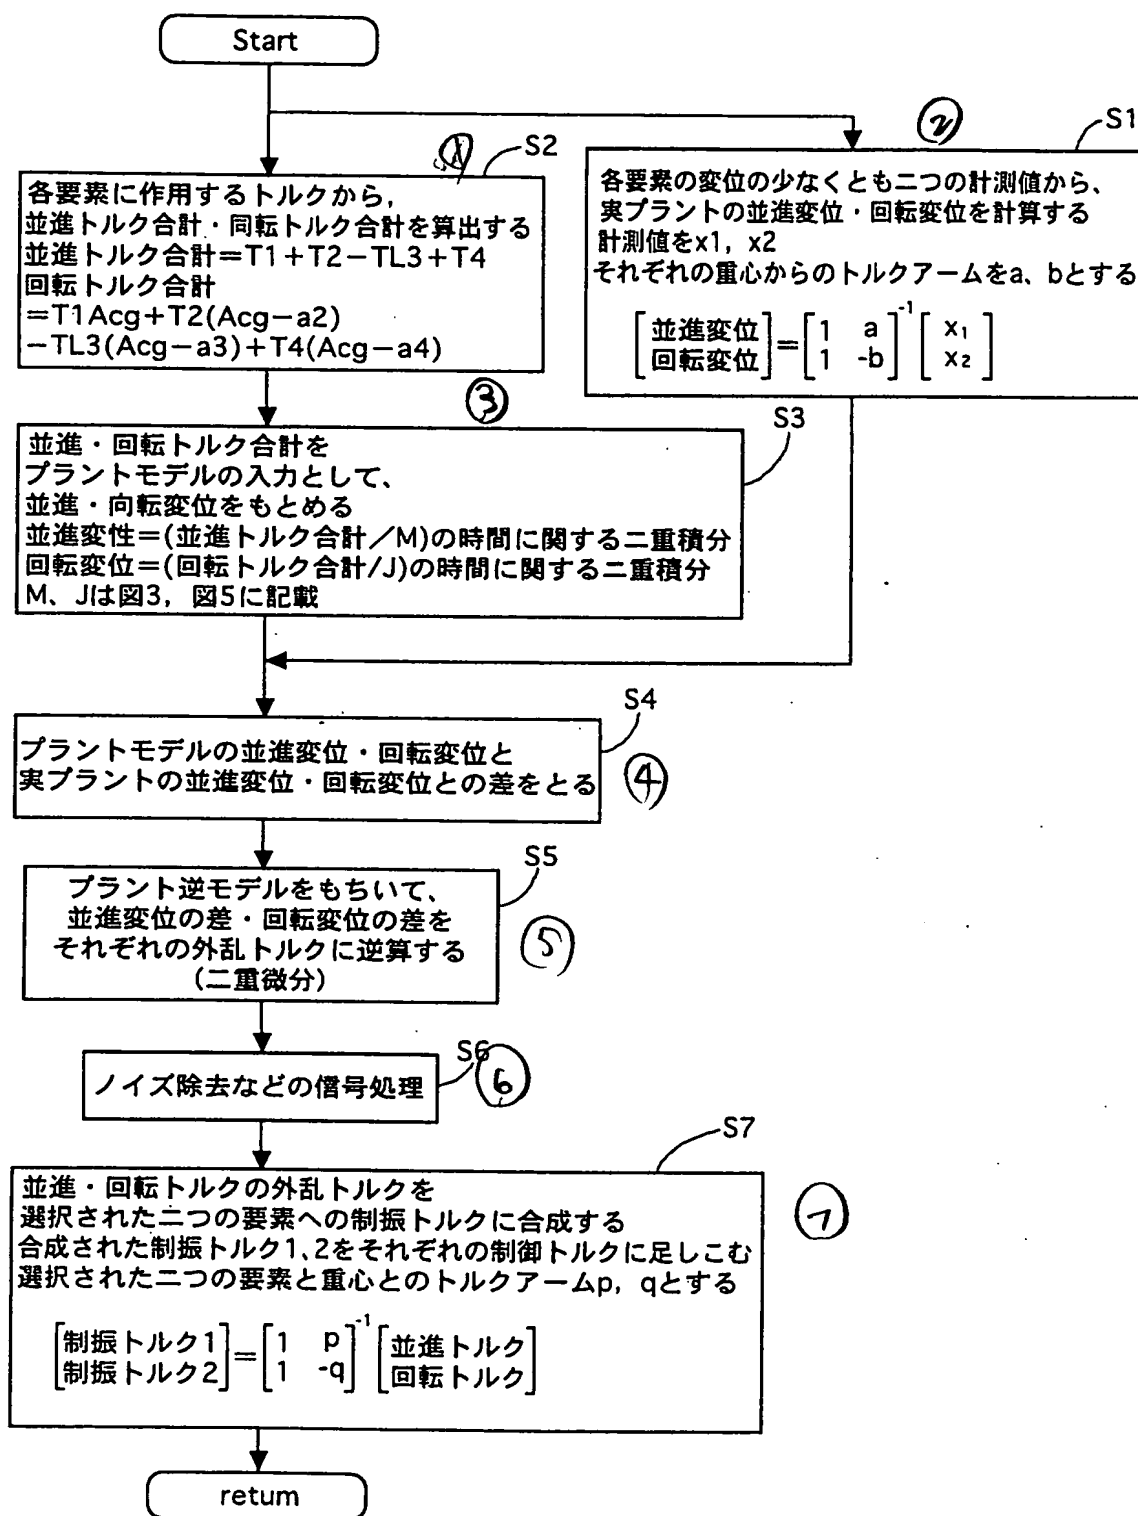 Start
② S1
① S2
各要素に作用するトルクから,
並進トルク合計・同転トルク合計を算出する
並進トルク合計=T1+T2-TL3+T4
回転トルク合計
=T1Acg+T2(Acg-a2)
-TL3(Acg-a3)+T4(Acg-a4)
各要素の変位の少なくとも二つの計測値から、
実プラントの並進変位・回転変位を計算する
計測値をx1, x2
それぞれの重心からのトルクアームをa、bとする
[並進変位 回転変位]=[1 a 1 -b]-1[x1 x2]
③ S3
並進・回転トルク合計を
プラントモデルの入力として、
並進・向転変位をもとめる
並進変性=(並進トルク合計/M)の時間に関する二重積分
回転変位=(回転トルク合計/J)の時間に関する二重積分
M、Jは図3, 図5に記載
S4
プラントモデルの並進変位・回転変位と
実プラントの並進変位・回転変位との差をとる
④
S5
プラント逆モデルをもちいて、
並進変位の差・回転変位の差を
それぞれの外乱トルクに逆算する
(二重微分)
⑤
S6
ノイズ除去などの信号処理
⑥
S7
並進・回転トルクの外乱トルクを
選択された二つの要素への制振トルクに合成する
合成された制振トルク1、2をそれぞれの制御トルクに足しこむ
選択された二つの要素と重心とのトルクアームp, qとする
[制振トルク1 制振トルク2]=[1 p 1 -q]-1[並進トルク 回転トルク]
⑦
retum